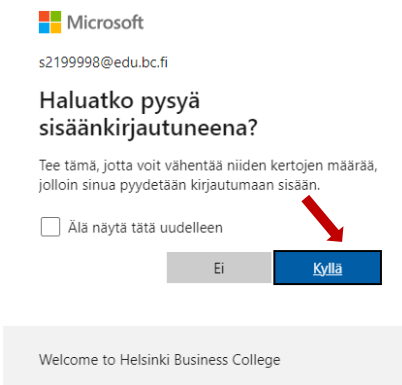 Microsoft
s2199998@edu.bc.fi
Haluatko pysyä
sisäänkirjautuneena?
Tee tämä, jotta voit vähentää niiden kertojen määrää,
jolloin sinua pyydetään kirjautumaan sisään.
Älä näytä tätä uudelleen
Ei Kyllä
Welcome to Helsinki Business College